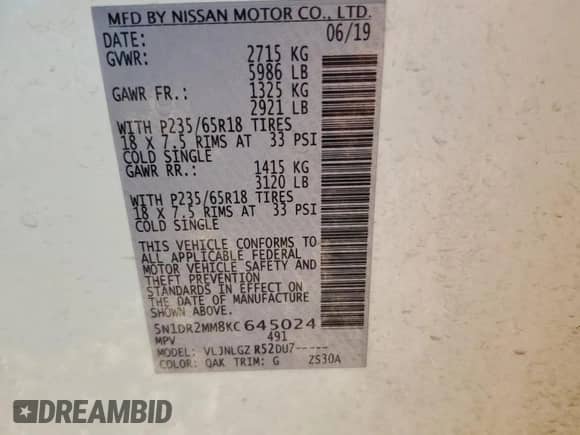 MFD BY NISSAN MOTOR CO., LTD.
DATE: 06/19
GVWR: 2715 KG
5986 LB
GAWR FR.: 1325 KG
2921 LB
WITH P235/65R18 TIRES
18 X 7.5 RIMS AT 33 PSI
COLD SINGLE
GAWR RR.: 1415 KG
3120 LB
WITH P235/65R18 TIRES
18 X 7.5 RIMS AT 33 PSI
COLD SINGLE
THIS VEHICLE CONFORMS TO
ALL APPLICABLE FEDERAL
MOTOR VEHICLE SAFETY AND
THEFT PREVENTION
STANDARDS IN EFFECT ON
DATE OF MANUFACTURE
SHOWN ABOVE.
5N1DR2MM8KC645024
MPV 491
MODEL: VLJNLGZ R52DU7-----
COLOR: QAK TRIM: G ZS30A
DREAMBID